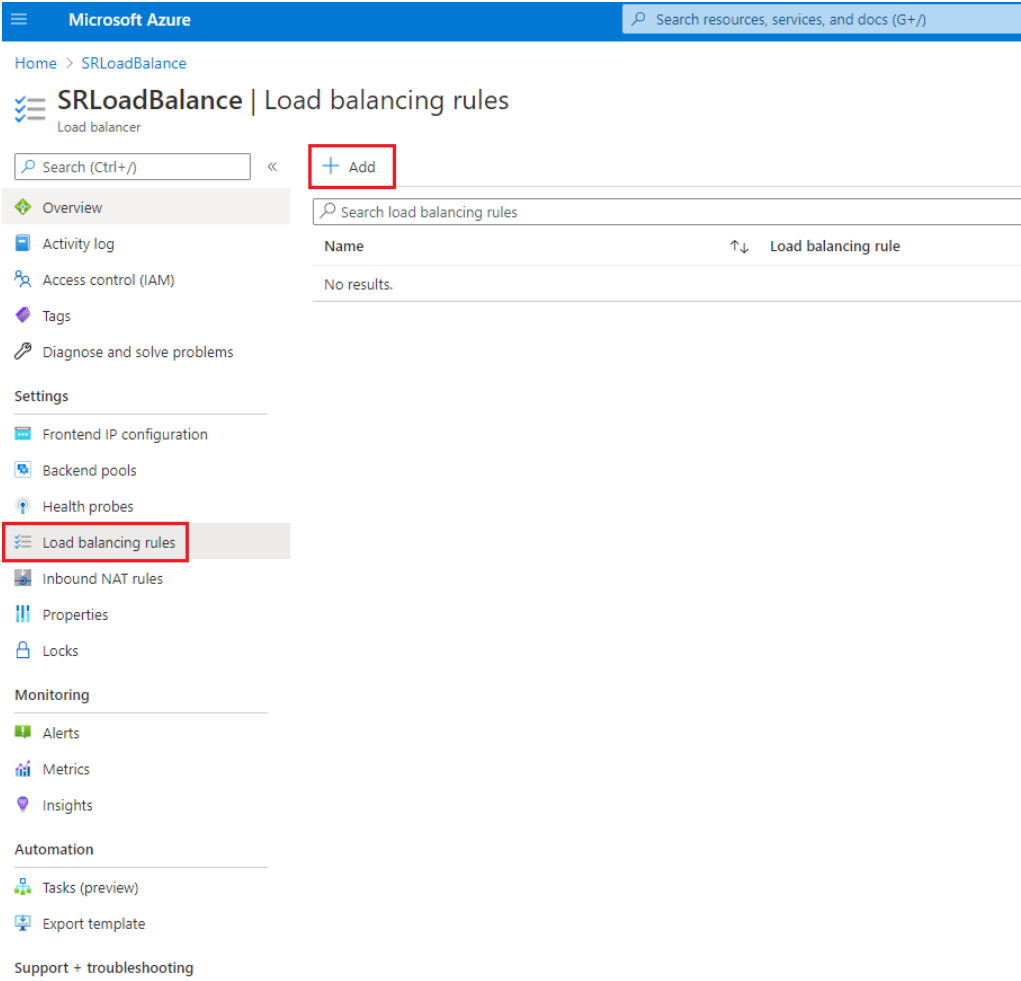 Microsoft Azure
Search resources, services, and docs (G+/)
Home > SRLoadBalance
SRLoadBalance | Load balancing rules
Load balancer
Search (Ctrl+/)
«
+ Add
Overview
Search load balancing rules
Activity log
Name ↑↓ Load balancing rule
Access control (IAM)
No results.
Tags
Diagnose and solve problems
Settings
Frontend IP configuration
Backend pools
Health probes
Load balancing rules
Inbound NAT rules
Properties
Locks
Monitoring
Alerts
Metrics
Insights
Automation
Tasks (preview)
Export template
Support + troubleshooting